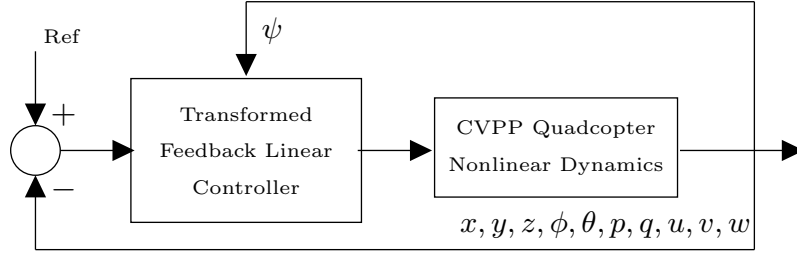 Ref
ψ
+
−
Transformed
Feedback Linear
Controller
CVPP Quadcopter
Nonlinear Dynamics
x, y, z, ϕ, θ, p, q, u, v, w